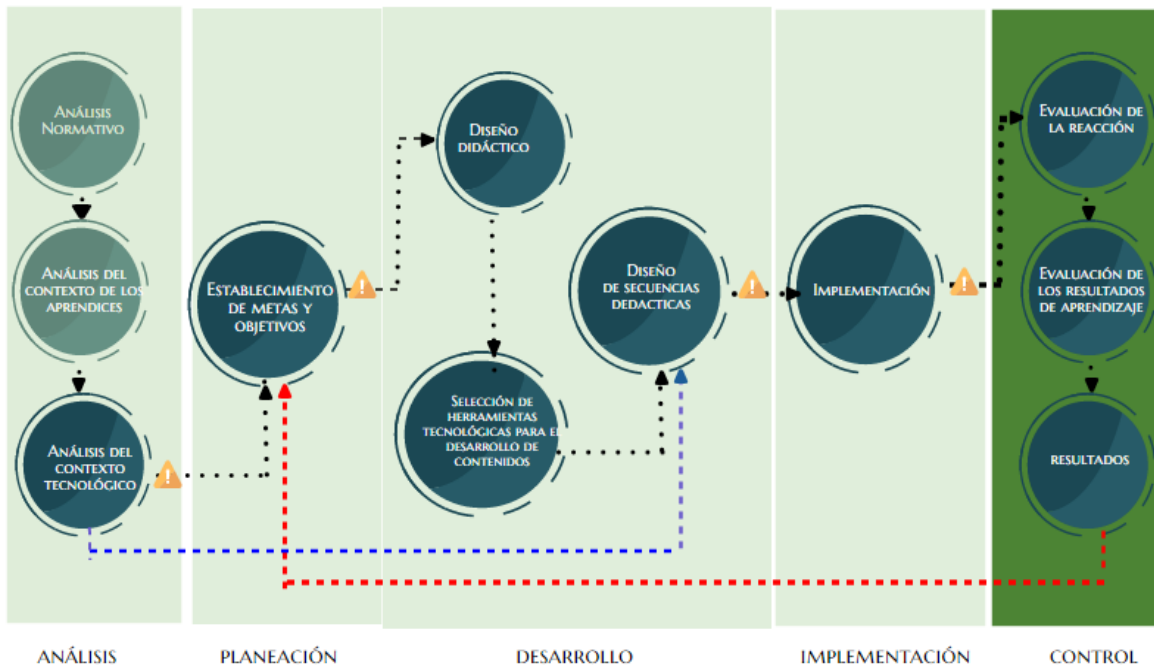 ANÁLISIS
NORMATIVO
ANÁLISIS DEL
CONTEXTO DE LOS
APRENDICES
ANÁLISIS DEL
CONTEXTO
TECNOLÓGICO
!
ESTABLECIMIENTO
DE METAS Y
OBJETIVOS
!
DISEÑO
DIDÁCTICO
SELECCIÓN DE
HERRAMIENTAS
TECNOLÓGICAS PARA EL
DESARROLLO DE
CONTENIDOS
DISEÑO
DE SECUENCIAS
DEDACTICAS
!
IMPLEMENTACIÓN
!
EVALUACIÓN DE
LA REACCIÓN
EVALUACIÓN DE
LOS RESULTADOS
DE APRENDIZAJE
RESULTADOS
ANÁLISIS
PLANEACIÓN
DESARROLLO
IMPLEMENTACIÓN
CONTROL